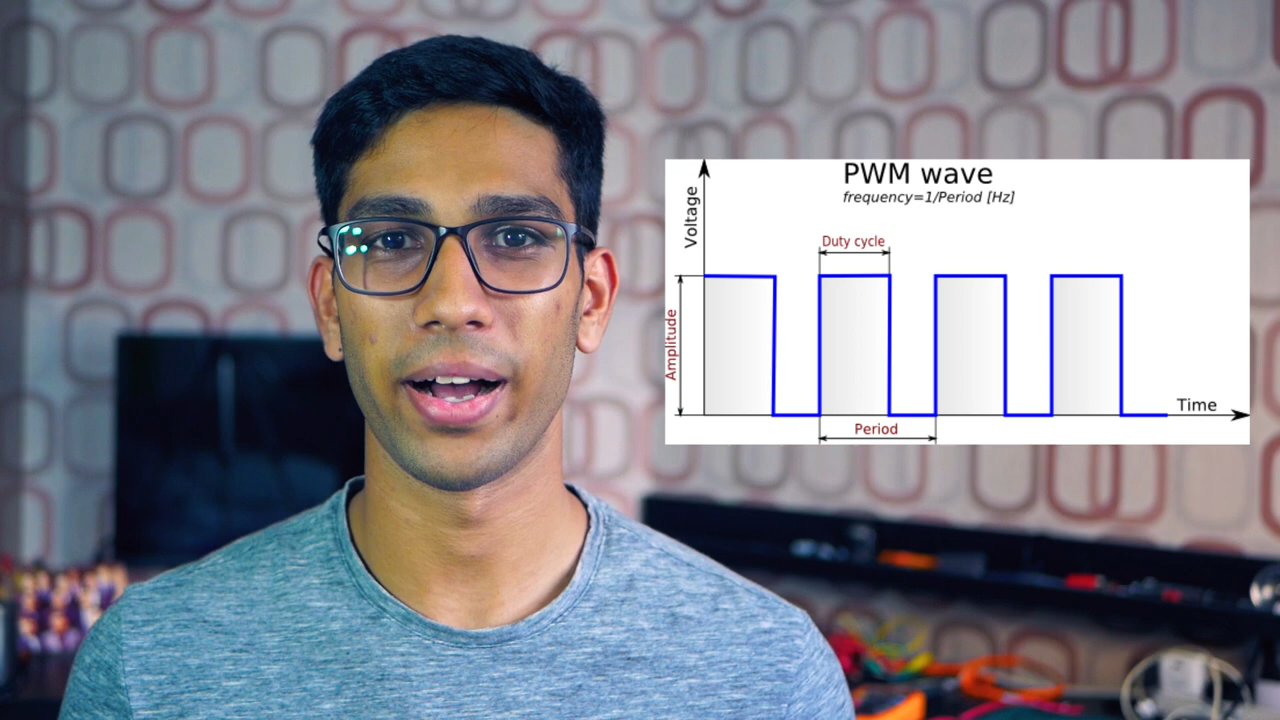 PWM wave
frequency=1/Period [Hz]
Voltage
Duty cycle
Amplitude
Time
Period